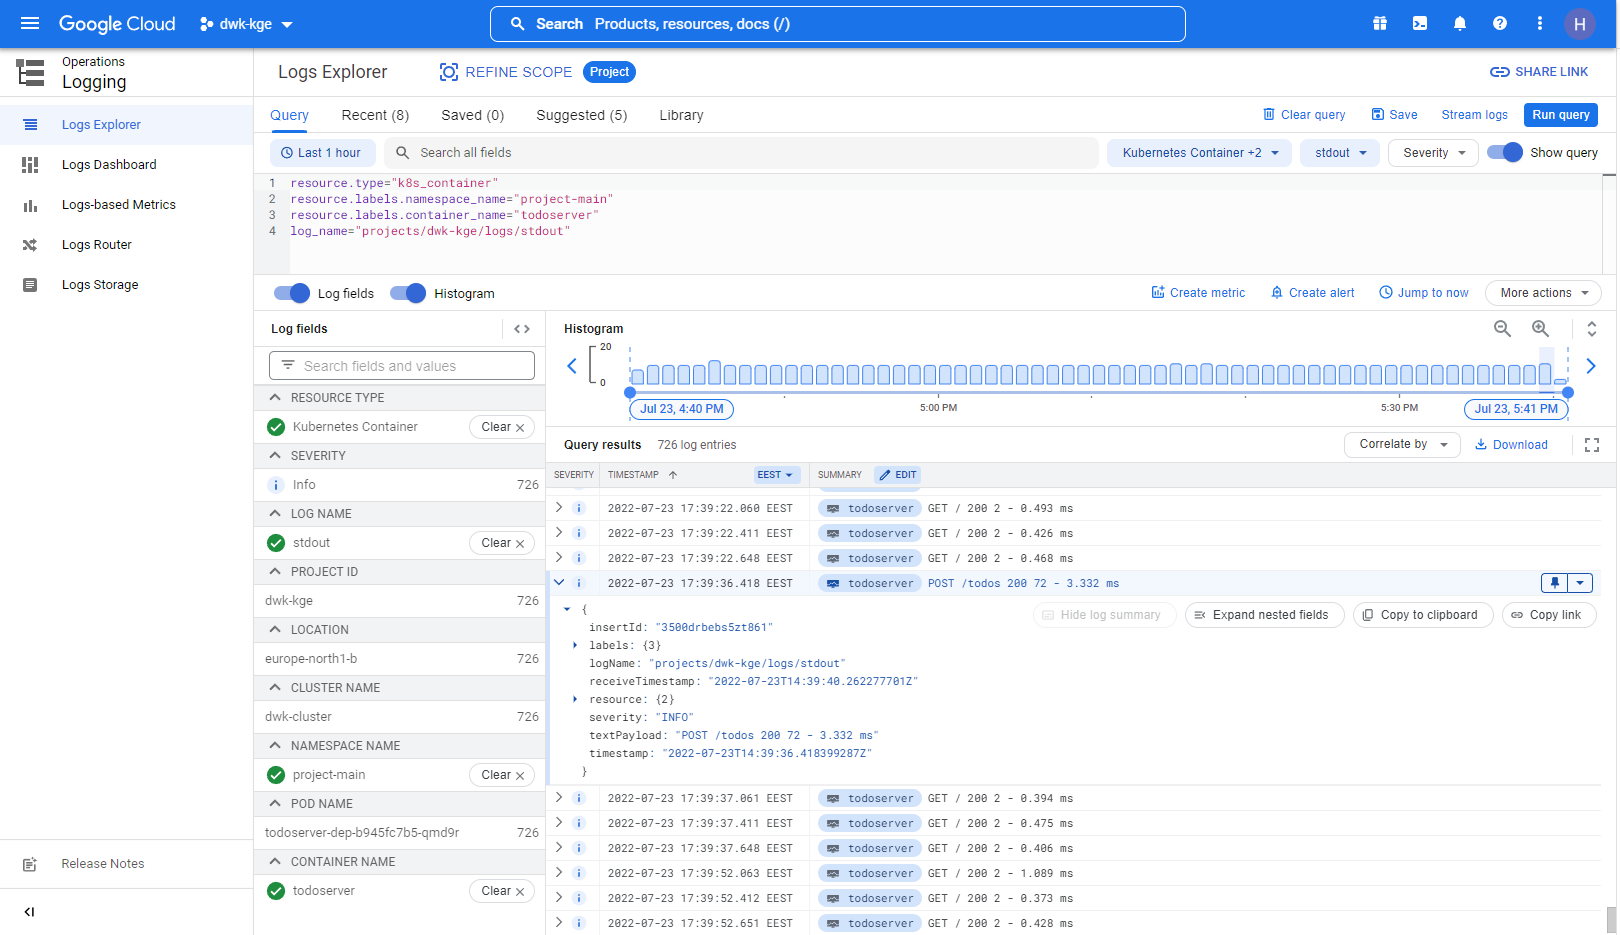 Google Cloud
dwk-kge
Search Products, resources, docs (/)
H
Operations
Logging
Logs Explorer
REFINE SCOPE
Project
SHARE LINK
Logs Explorer
Logs Dashboard
Logs-based Metrics
Logs Router
Logs Storage
Release Notes
Query
Recent (8)
Saved (0)
Suggested (5)
Library
Clear query
Save
Stream logs
Run query
Last 1 hour
Search all fields
Kubernetes Container +2
stdout
Severity
Show query
1 resource.type="k8s_container"
2 resource.labels.namespace_name="project-main"
3 resource.labels.container_name="todoserver"
4 log_name="projects/dwk-kge/logs/stdout"
Log fields
Histogram
Create metric
Create alert
Jump to now
More actions
Log fields
Search fields and values
RESOURCE TYPE
Kubernetes Container Clear
SEVERITY
Info 726
LOG NAME
stdout Clear
PROJECT ID
dwk-kge 726
LOCATION
europe-north1-b 726
CLUSTER NAME
dwk-cluster 726
NAMESPACE NAME
project-main Clear
POD NAME
todoserver-dep-b945fc7b5-qmd9r 726
CONTAINER NAME
todoserver Clear
Histogram
20
0
Jul 23, 4:40 PM
5:00 PM
5:30 PM
Jul 23, 5:41 PM
Query results 726 log entries
Correlate by
Download
SEVERITY TIMESTAMP EEST SUMMARY EDIT
2022-07-23 17:39:22.060 EEST todoserver GET / 200 2 - 0.493 ms
2022-07-23 17:39:22.411 EEST todoserver GET / 200 2 - 0.426 ms
2022-07-23 17:39:22.648 EEST todoserver GET / 200 2 - 0.468 ms
2022-07-23 17:39:36.418 EEST todoserver POST /todos 200 72 - 3.332 ms
Hide log summary
Expand nested fields
Copy to clipboard
Copy link
{
insertId: "3500drbebs5zt861"
labels: {3}
logName: "projects/dwk-kge/logs/stdout"
receiveTimestamp: "2022-07-23T14:39:40.262277701Z"
resource: {2}
severity: "INFO"
textPayload: "POST /todos 200 72 - 3.332 ms"
timestamp: "2022-07-23T14:39:36.418399287Z"
}
2022-07-23 17:39:37.061 EEST todoserver GET / 200 2 - 0.394 ms
2022-07-23 17:39:37.411 EEST todoserver GET / 200 2 - 0.475 ms
2022-07-23 17:39:37.648 EEST todoserver GET / 200 2 - 0.406 ms
2022-07-23 17:39:52.063 EEST todoserver GET / 200 2 - 1.089 ms
2022-07-23 17:39:52.412 EEST todoserver GET / 200 2 - 0.373 ms
2022-07-23 17:39:52.651 EEST todoserver GET / 200 2 - 0.428 ms